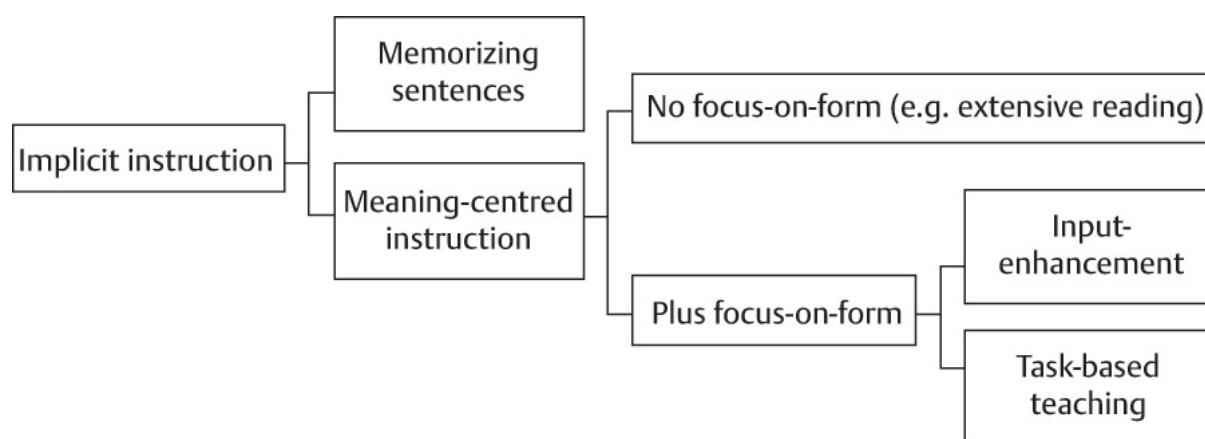 Implicit instruction
Memorizing
sentences
Meaning-centred
instruction
No focus-on-form (e.g. extensive reading)
Plus focus-on-form
Input-
enhancement
Task-based
teaching